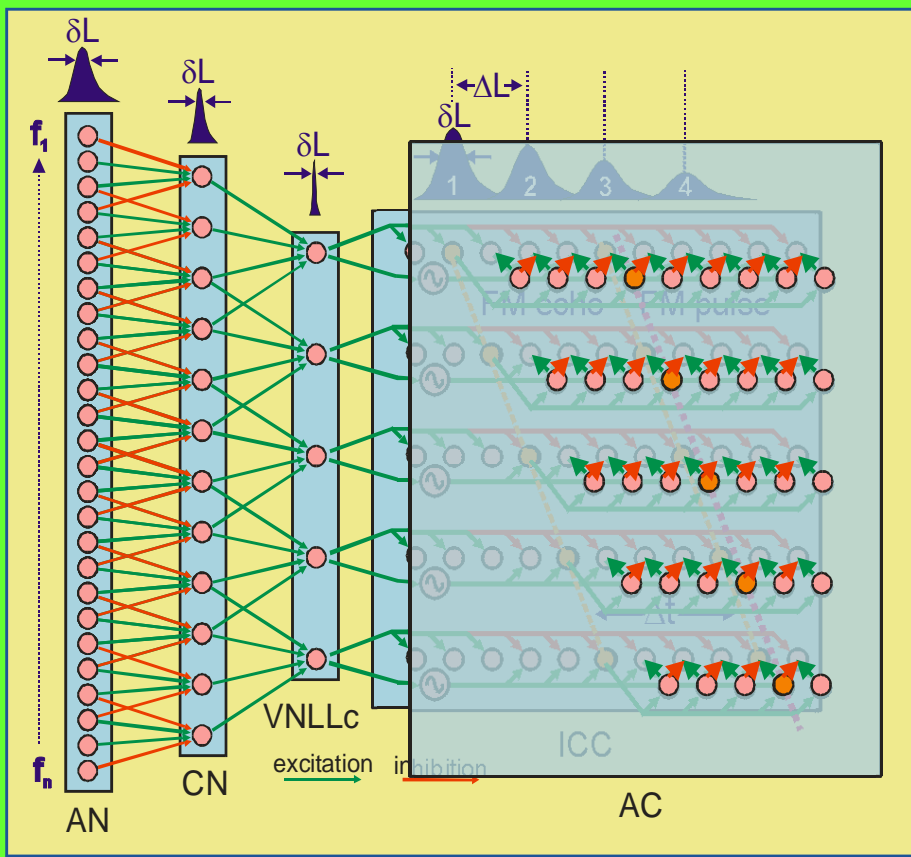 δL
δL
δL
ΔL
δL
1 2 3 4
f1
FM echo FM pulse
Δt
fn
VNLLc
ICC
excitation inhibition
CN
AN
AC